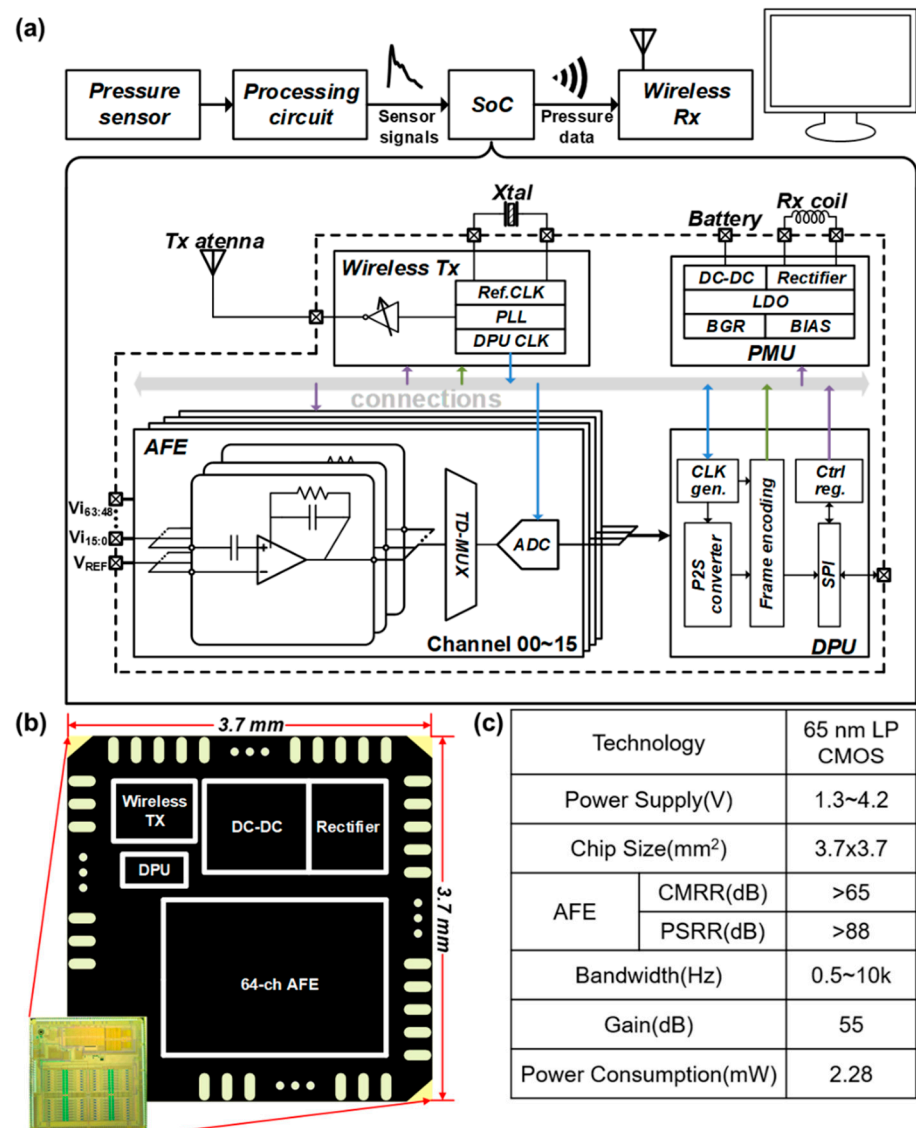 (a)
Pressure
sensor
Processing
circuit
Sensor
signals
SoC
Pressure
data
Wireless
Rx
Xtal
Rx coil
Battery
Tx atenna
Wireless Tx
Ref.CLK
PLL
DPU CLK
DC-DC
Rectifier
LDO
BGR
BIAS
PMU
connections
AFE
Vi63:48
Vi15:0
VREF
TD-MUX
ADC
Channel 00~15
CLK
gen.
Ctrl
reg.
P2S
converter
Frame encoding
SPI
DPU
(b)
3.7 mm
Wireless
TX
DC-DC
Rectifier
DPU
3.7 mm
64-ch AFE
(c)
Technology
65 nm LP
CMOS
Power Supply(V)
1.3~4.2
Chip Size(mm²)
3.7x3.7
AFE
CMRR(dB)
>65
PSRR(dB)
>88
Bandwidth(Hz)
0.5~10k
Gain(dB)
55
Power Consumption(mW)
2.28